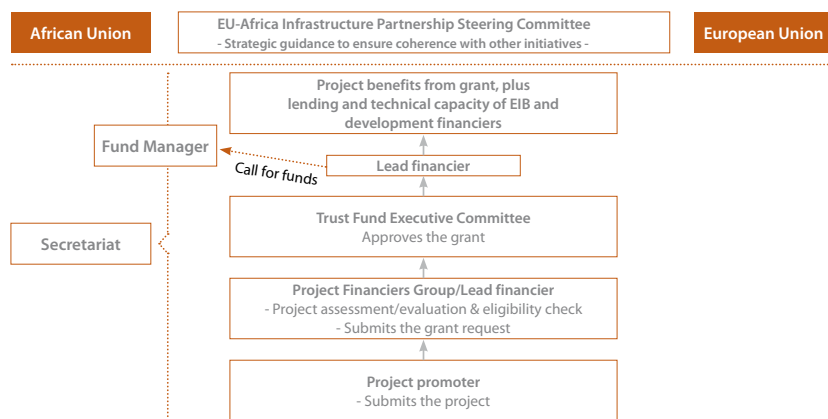 African Union
EU-Africa Infrastructure Partnership Steering Committee
- Strategic guidance to ensure coherence with other initiatives -
European Union
Project benefits from grant, plus
lending and technical capacity of EIB and
development financiers
Fund Manager
Call for funds
Lead financier
Trust Fund Executive Committee
Approves the grant
Secretariat
Project Financiers Group/Lead financier
- Project assessment/evaluation & eligibility check
- Submits the grant request
Project promoter
- Submits the project